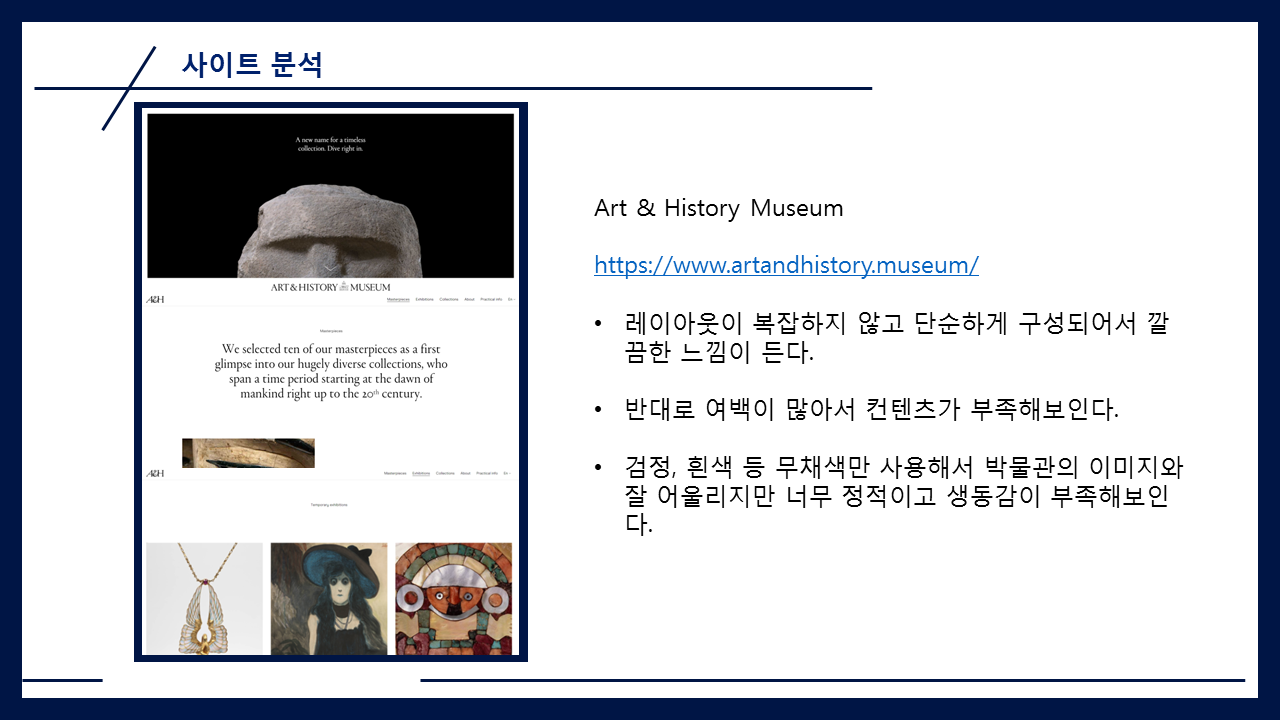 사이트 분석
A new name for a timeless
collection. Dive right in.
ART & HISTORY MUSEUM
A&H
Masterpieces Exhibitions Collections About Practical info En
Masterpieces
We selected ten of our masterpieces as a first
glimpse into our hugely diverse collections, who
span a time period starting at the dawn of
mankind right up to the 20th century.
A&H
Masterpieces Exhibitions Collections About Practical info En
Temporary exhibitions
Art & History Museum
https://www.artandhistory.museum/
• 레이아웃이 복잡하지 않고 단순하게 구성되어서 깔
끔한 느낌이 든다.
• 반대로 여백이 많아서 컨텐츠가 부족해보인다.
• 검정, 흰색 등 무채색만 사용해서 박물관의 이미지와
잘 어울리지만 너무 정적이고 생동감이 부족해보인
다.